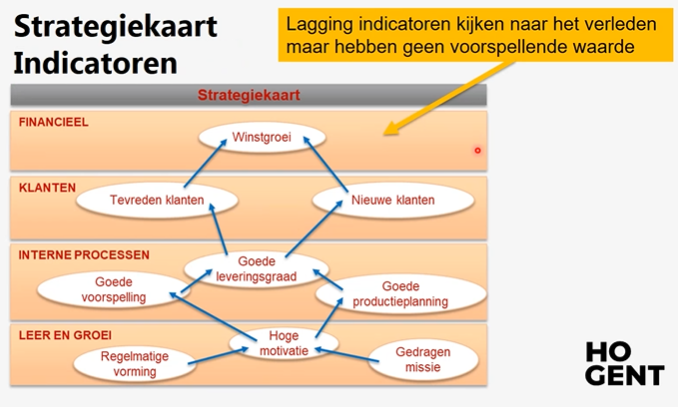 Strategiekaart
Indicatoren
Lagging indicatoren kijken naar het verleden
maar hebben geen voorspellende waarde
Strategiekaart
FINANCIEEL
Winstgroei
KLANTEN
Tevreden klanten
Nieuwe klanten
INTERNE PROCESSEN
Goede
leveringsgraad
Goede
voorspelling
Goede
productieplanning
LEER EN GROEI
Hoge
motivatie
Regelmatige
vorming
Gedragen
missie
HO
GENT